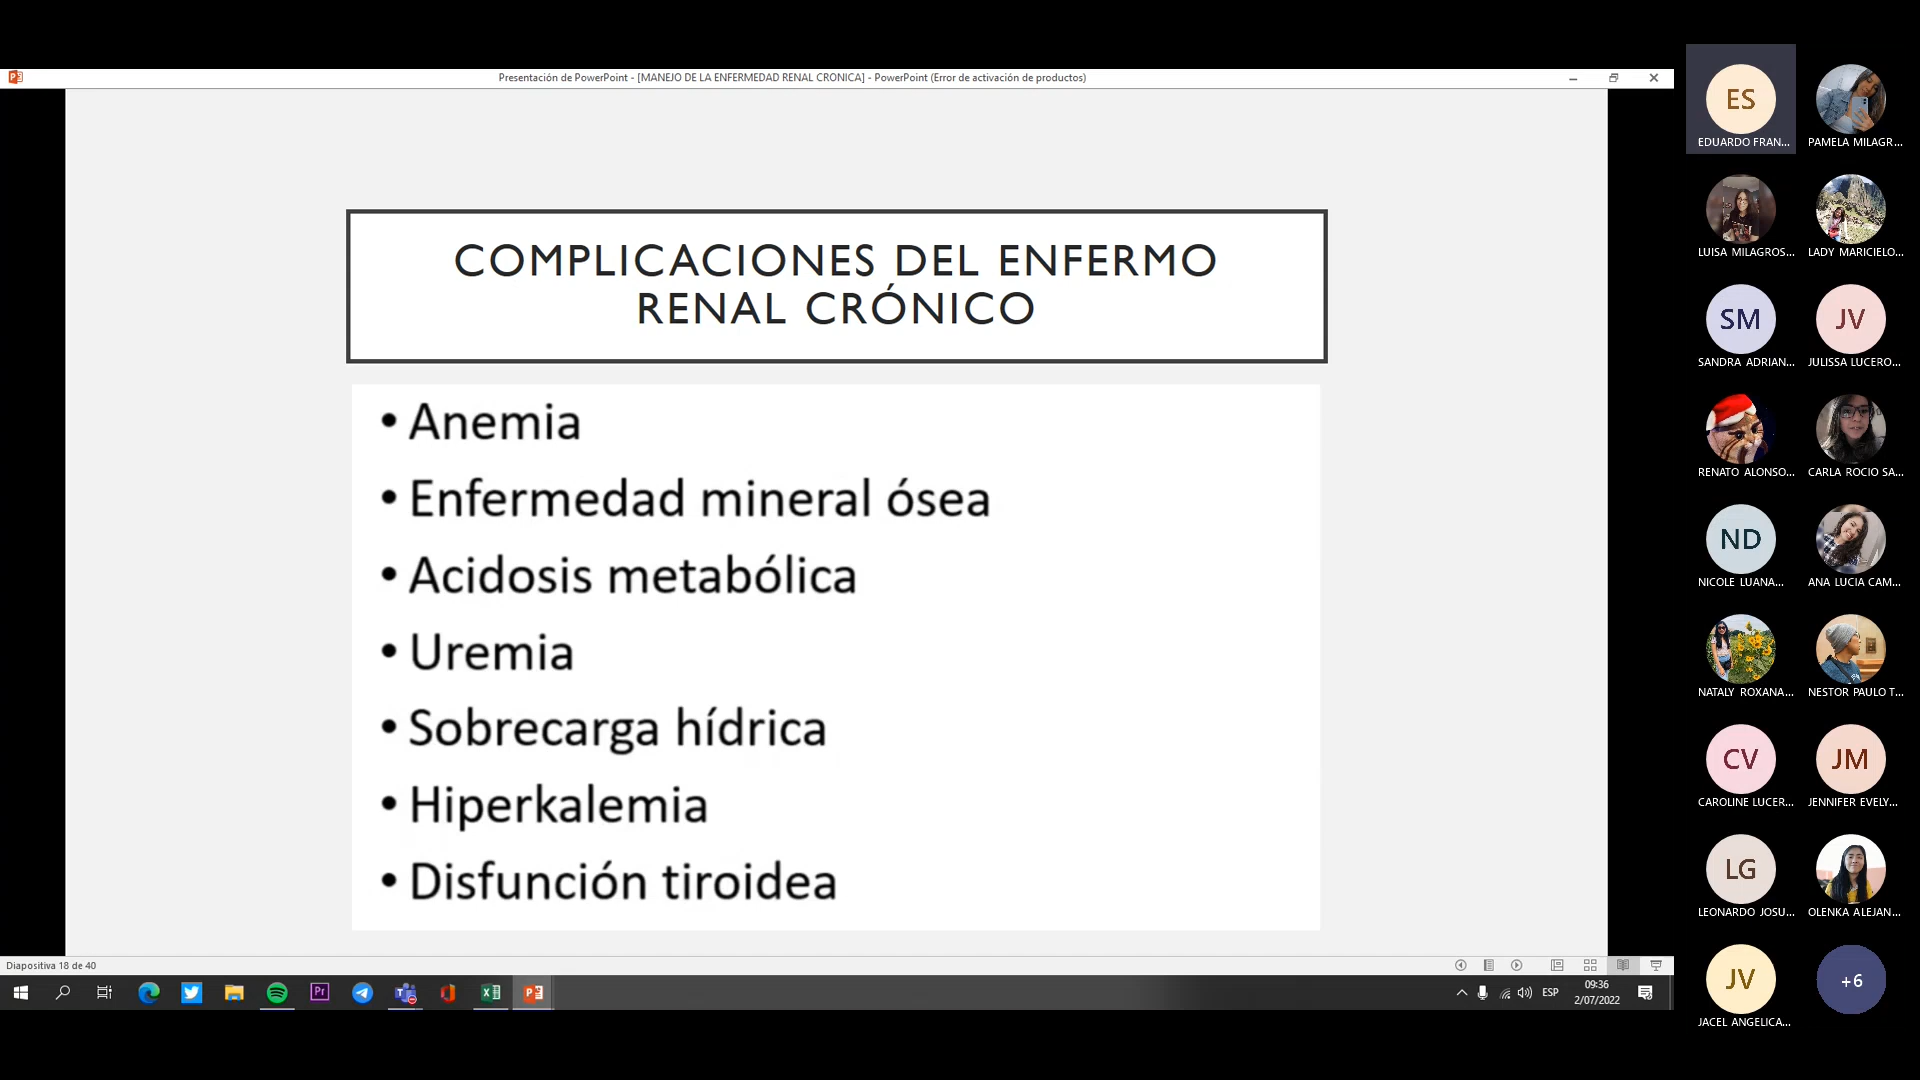 Presentación de PowerPoint - [MANEJO DE LA ENFERMEDAD RENAL CRONICA] - PowerPoint (Error de activación de productos)
COMPLICACIONES DEL ENFERMO
RENAL CRÓNICO
• Anemia
• Enfermedad mineral ósea
• Acidosis metabólica
• Uremia
• Sobrecarga hídrica
• Hiperkalemia
• Disfunción tiroidea
Diapositiva 18 de 40
ESP
09:36
2/07/2022
ES
EDUARDO FRAN...
PAMELA MILAGR...
LUISA MILAGROS...
LADY MARICIELO...
SM
JV
SANDRA ADRIAN...
JULISSA LUCERO...
RENATO ALONSO...
CARLA ROCIO SA...
ND
NICOLE LUANA...
ANA LUCIA CAM...
NATALY ROXANA...
NESTOR PAULO T...
CV
JM
CAROLINE LUCER...
JENNIFER EVELY...
LG
LEONARDO JOSU...
OLENKA ALEJAN...
JV
+6
JACEL ANGELICA...